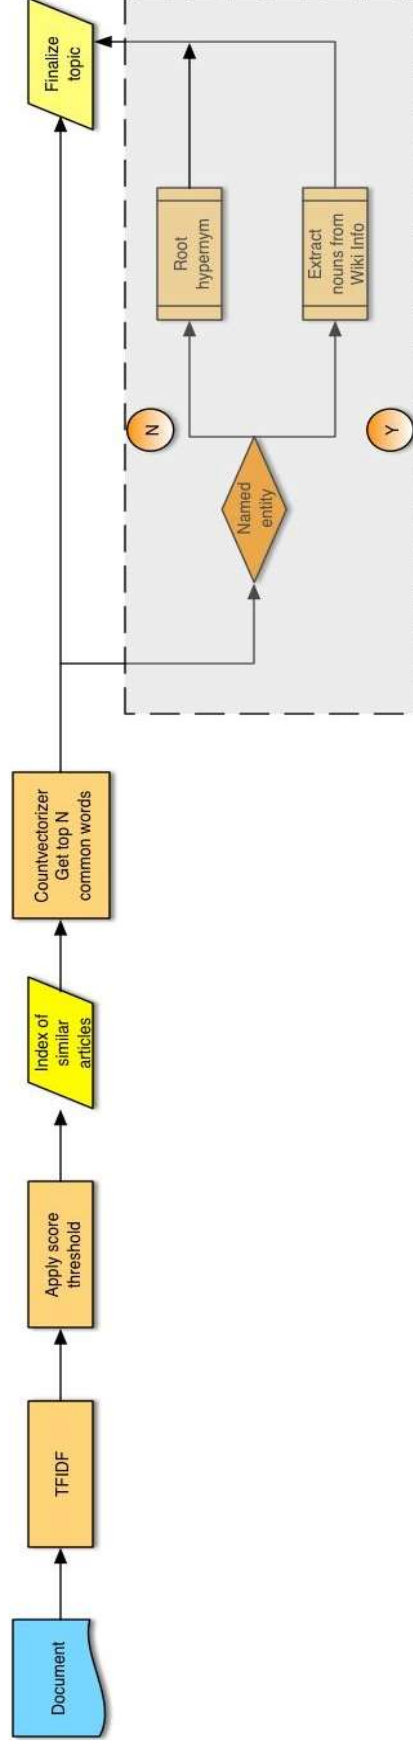 Document
TFIDF
Apply score
threshold
Index of
similar
articles
Countvectorizer
Get top N
common words
Named
entity
N
Y
Root
hypernym
Extract
nouns from
Wiki Info
Finalize
topic